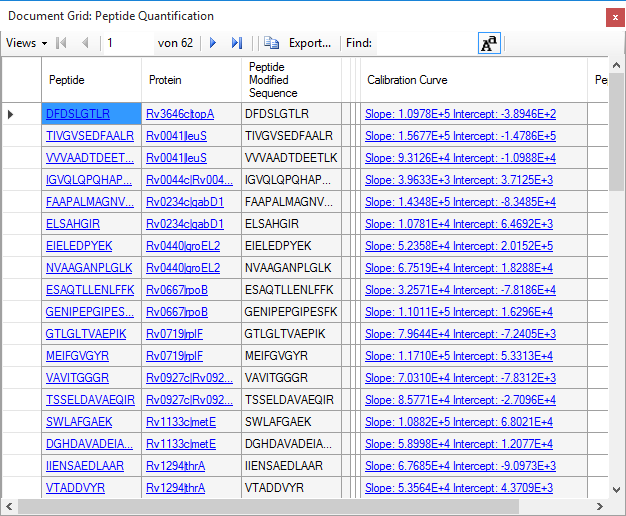 Document Grid: Peptide Quantification x
Views 1 von 62 Export... Find: Aa
Peptide Protein Peptide Modified Sequence Calibration Curve Pe
DFDSLGTLR Rv3646c|topA DFDSLGTLR Slope: 1.0978E+5 Intercept: -3.8946E+2
TIVGVSEDFAALR Rv0041|leuS TIVGVSEDFAALR Slope: 1.5677E+5 Intercept: -1.4786E+5
VVVAADTDEET... Rv0041|leuS VVVAADTDEETLK Slope: 9.3126E+4 Intercept: -1.0988E+4
IGVQLQPQHAP... Rv0044c|Rv004... IGVQLQPQHAP... Slope: 3.9633E+3 Intercept: 3.7125E+3
FAAPALMAGNV... Rv0234c|gabD1 FAAPALMAGNV... Slope: 1.4348E+5 Intercept: -8.3485E+4
ELSAHGIR Rv0234c|gabD1 ELSAHGIR Slope: 1.0781E+4 Intercept: 6.4692E+3
EIELEDPYEK Rv0440|groEL2 EIELEDPYEK Slope: 5.2358E+4 Intercept: 2.0152E+5
NVAAGANPLGLK Rv0440|groEL2 NVAAGANPLGLK Slope: 6.7519E+4 Intercept: 1.8288E+4
ESAQTLLENLFFK Rv0667|rpoB ESAQTLLENLFFK Slope: 3.2571E+4 Intercept: -7.8186E+4
GENIPEPGIPES... Rv0667|rpoB GENIPEPGIPESFK Slope: 1.1011E+5 Intercept: 1.6296E+4
GTLGLTVAEPIK Rv0719|rplF GTLGLTVAEPIK Slope: 7.9644E+4 Intercept: -7.2405E+3
MEIFGVGYR Rv0719|rplF MEIFGVGYR Slope: 1.1710E+5 Intercept: 5.3313E+4
VAVITGGGR Rv0927c|Rv092... VAVITGGGR Slope: 7.0310E+4 Intercept: -7.8312E+3
TSSELDAVAEQIR Rv0927c|Rv092... TSSELDAVAEQIR Slope: 8.5771E+4 Intercept: -2.7096E+4
SWLAFGAEK Rv1133c|metE SWLAFGAEK Slope: 1.0882E+5 Intercept: 6.8021E+4
DGHDAVADEIA... Rv1133c|metE DGHDAVADEIA... Slope: 5.8998E+4 Intercept: 1.2077E+4
IIENSAEDLAAR Rv1294|thrA IIENSAEDLAAR Slope: 6.7685E+4 Intercept: -9.0973E+3
VTADDVYR Rv1294|thrA VTADDVYR Slope: 5.3564E+4 Intercept: 4.3709E+3